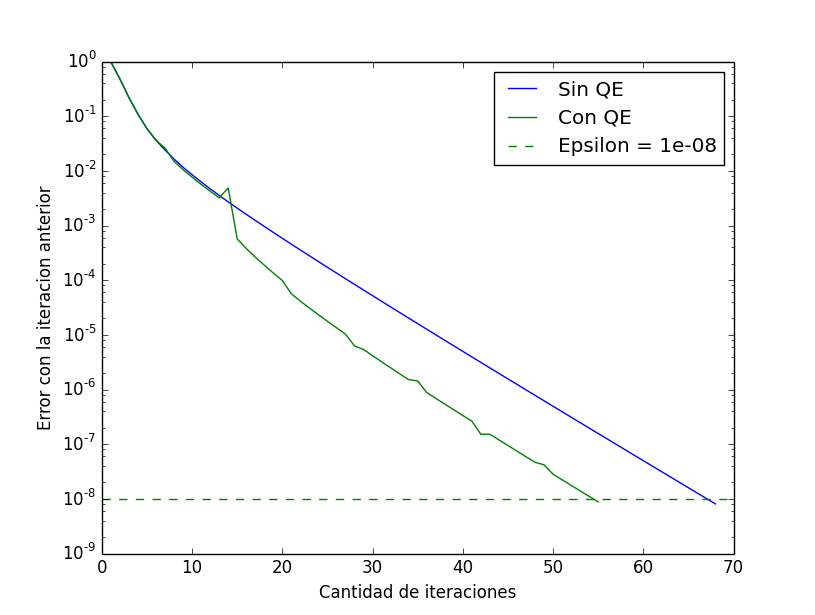 Sin QE
Con QE
Epsilon = 1e-08
10^0
10^-1
10^-2
10^-3
10^-4
10^-5
10^-6
10^-7
10^-8
10^-9
Error con la iteracion anterior
0 10 20 30 40 50 60 70
Cantidad de iteraciones